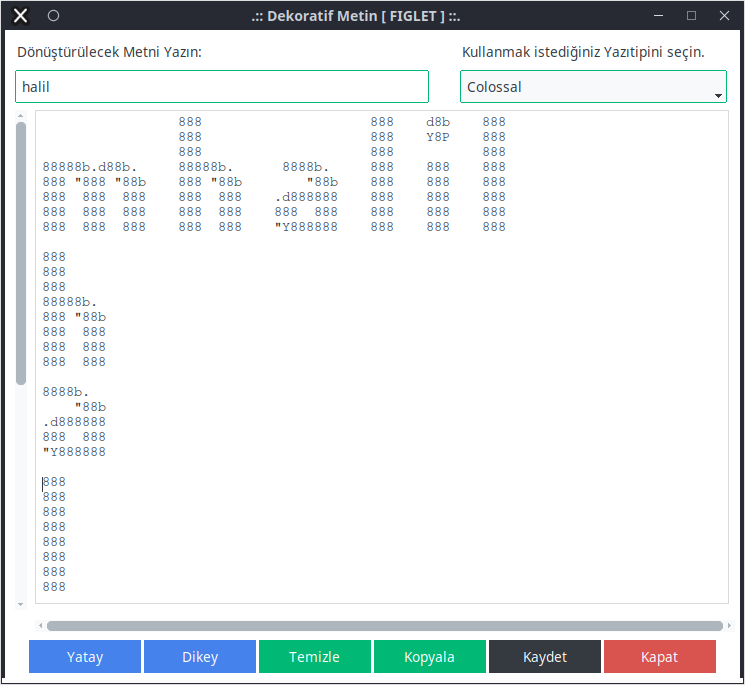 .:: Dekoratif Metin [ FIGLET ] ::.
Dönüştürülecek Metni Yazın:
Kullanmak istediğiniz Yazıtipini seçin.
halil
Colossal
                 888                     888    d8b    888
                 888                     888    Y8P    888
                 888                     888           888
88888b.d88b.     88888b.      8888b.     888    888    888
888 "888 "88b    888 "88b        "88b    888    888    888
888  888  888    888  888    .d888888    888    888    888
888  888  888    888  888    888  888    888    888    888
888  888  888    888  888    "Y888888    888    888    888
888
888
888
88888b.
888 "88b
888  888
888  888
888  888
8888b.
    "88b
.d888888
888  888
"Y888888
888
888
888
888
888
888
888
888
Yatay
Dikey
Temizle
Kopyala
Kaydet
Kapat